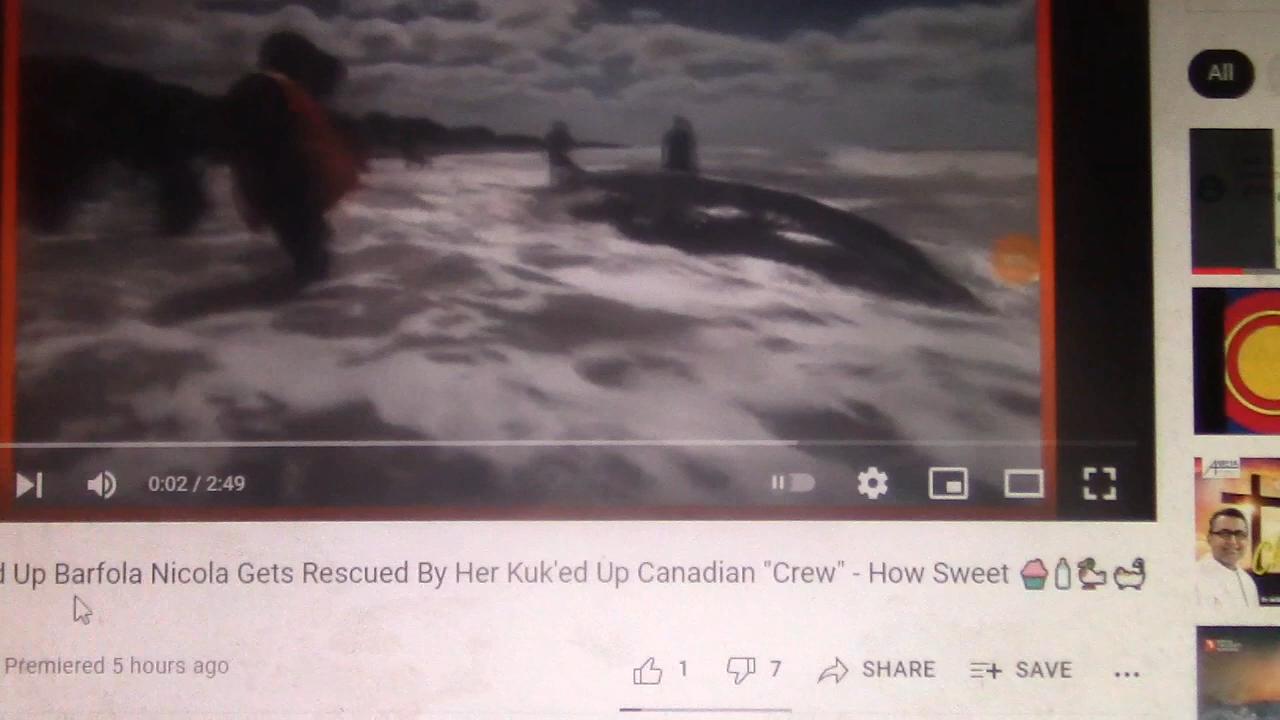 All
0:02 / 2:49
d Up Barfola Nicola Gets Rescued By Her Kuk'ed Up Canadian "Crew" - How Sweet 🧁🍼🦆🛀
Premiered 5 hours ago
1
7
SHARE
SAVE